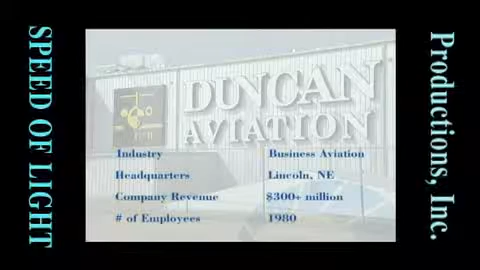 SPEED OF LIGHT
Productions, Inc.
DUNCAN
AVIATION
Industry Business Aviation
Headquarters Lincoln, NE
Company Revenue $300+ million
# of Employees 1980